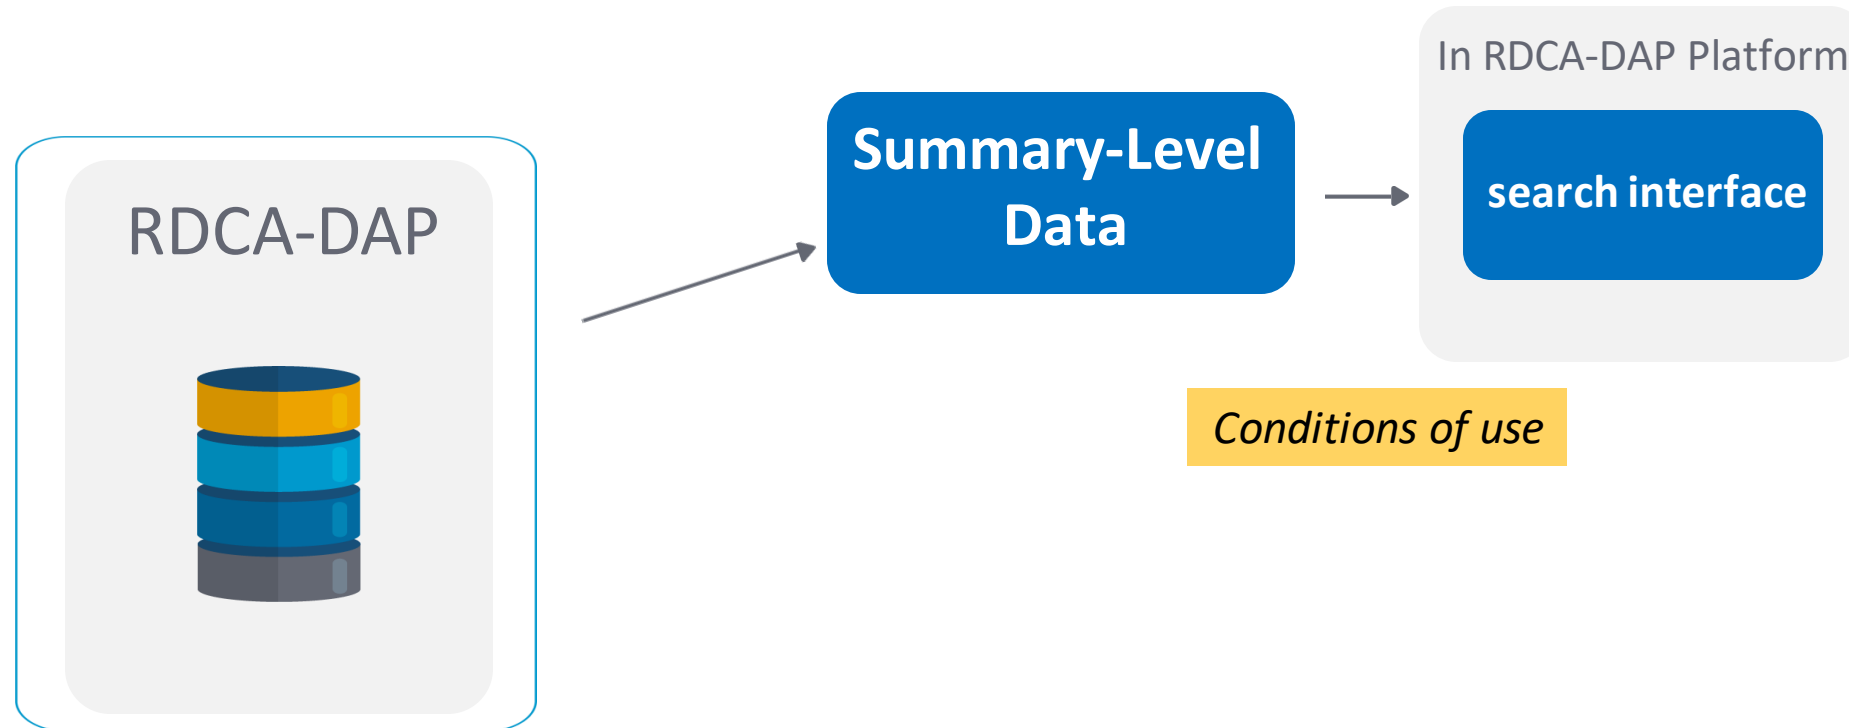 RDCA-DAP
Summary-Level
Data
In RDCA-DAP Platform
search interface
Conditions of use